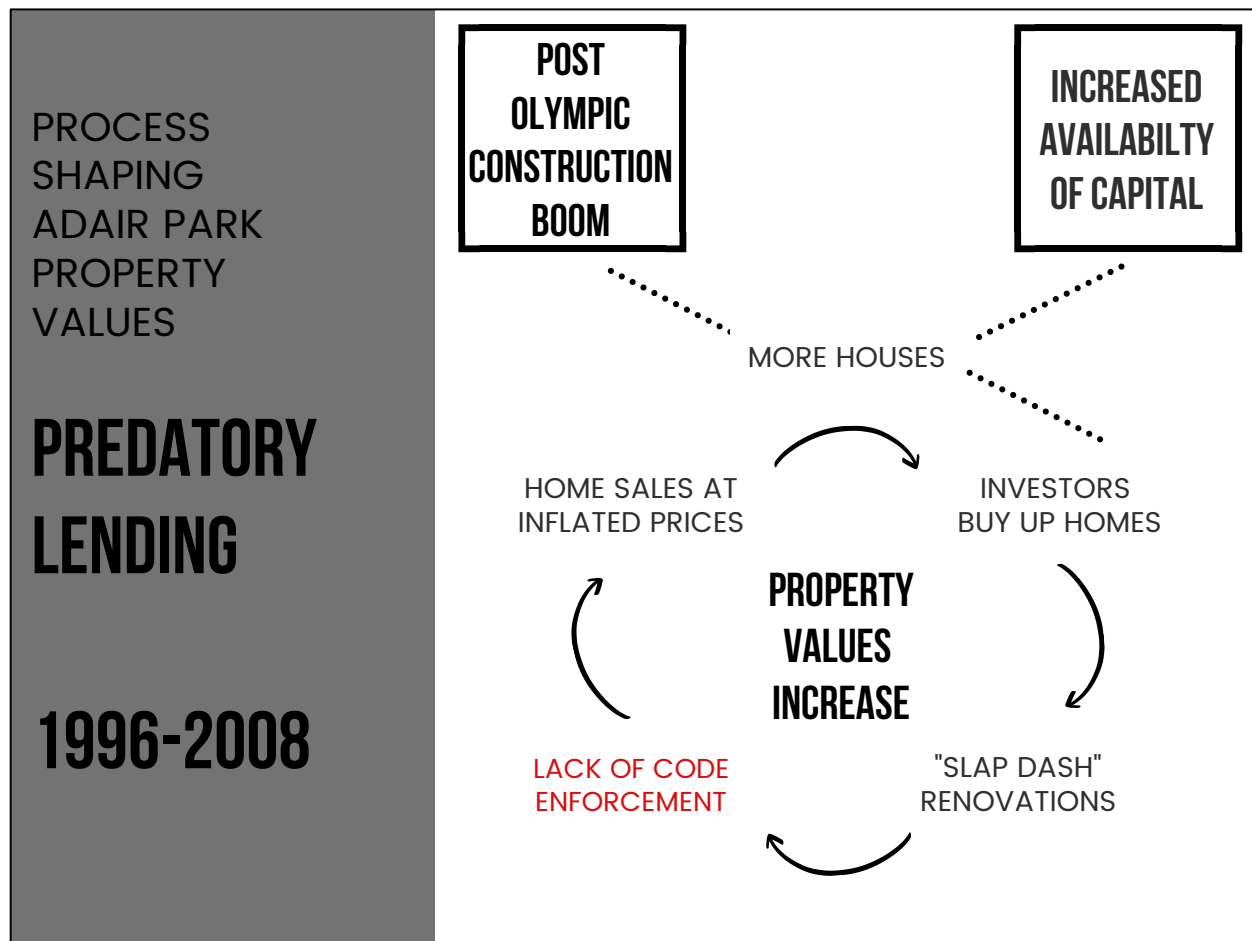 PROCESS
SHAPING
ADAIR PARK
PROPERTY
VALUES
PREDATORY
LENDING
1996-2008
POST
OLYMPIC
CONSTRUCTION
BOOM
INCREASED
AVAILABILTY
OF CAPITAL
MORE HOUSES
HOME SALES AT
INFLATED PRICES
INVESTORS
BUY UP HOMES
PROPERTY
VALUES
INCREASE
LACK OF CODE
ENFORCEMENT
"SLAP DASH"
RENOVATIONS